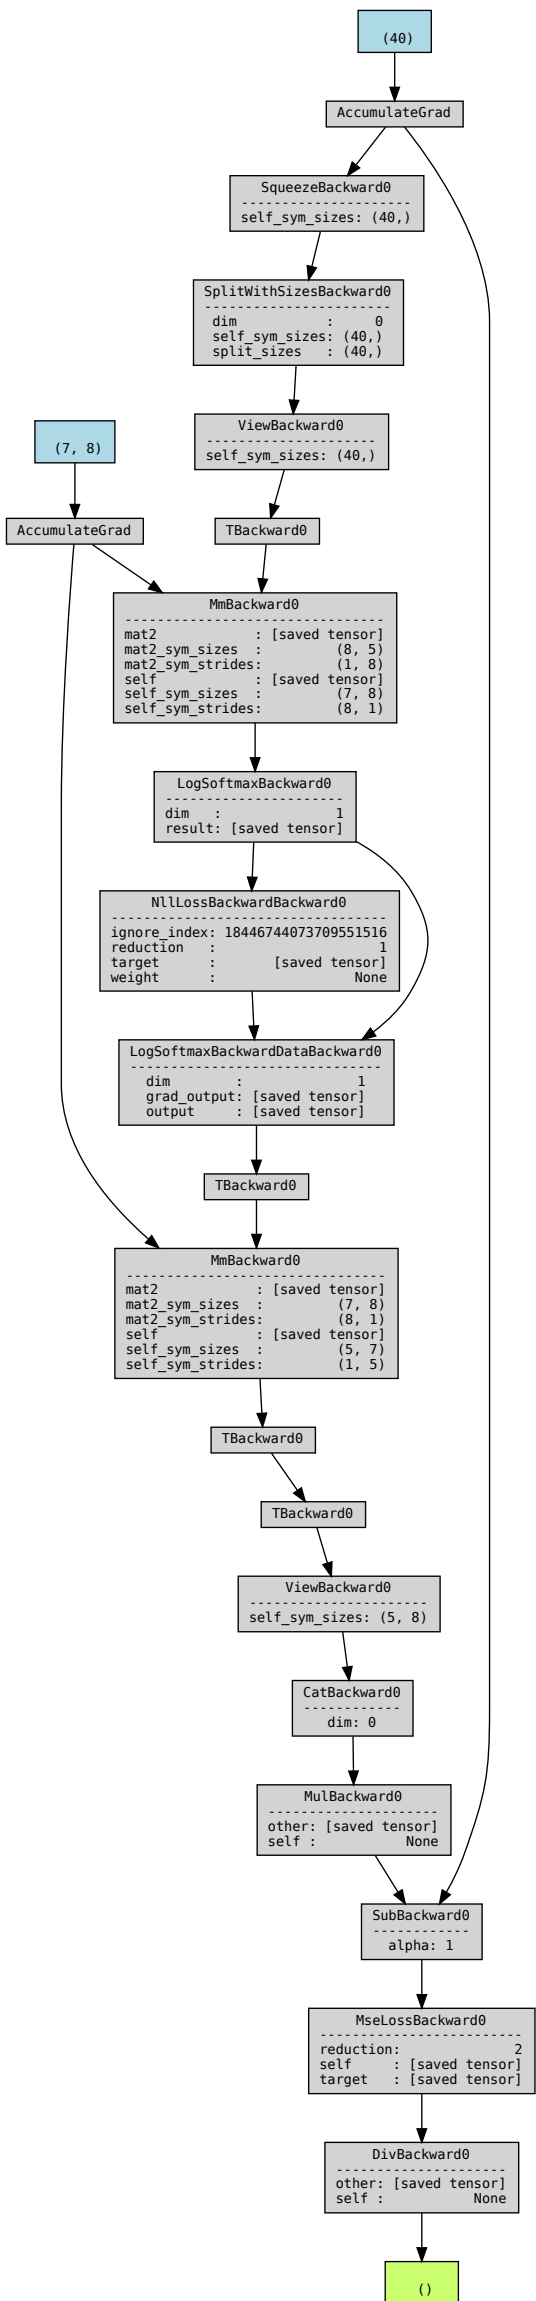 (40)
AccumulateGrad
SqueezeBackward0
---------------------
self_sym_sizes: (40,)
SplitWithSizesBackward0
-----------------------
dim           :     0
self_sym_sizes: (40,)
split_sizes   : (40,)
ViewBackward0
---------------------
self_sym_sizes: (40,)
(7, 8)
AccumulateGrad
TBackward0
MmBackward0
--------------------------------
mat2            : [saved tensor]
mat2_sym_sizes  :         (8, 5)
mat2_sym_strides:         (1, 8)
self            : [saved tensor]
self_sym_sizes  :         (7, 8)
self_sym_strides:         (8, 1)
LogSoftmaxBackward0
----------------------
dim   :              1
result: [saved tensor]
NllLossBackwardBackward0
----------------------------------
ignore_index: 18446744073709551516
reduction   :                    1
target      :       [saved tensor]
weight      :                 None
LogSoftmaxBackwardDataBackward0
-------------------------------
dim        :              1
grad_output: [saved tensor]
output     : [saved tensor]
TBackward0
MmBackward0
--------------------------------
mat2            : [saved tensor]
mat2_sym_sizes  :         (7, 8)
mat2_sym_strides:         (8, 1)
self            : [saved tensor]
self_sym_sizes  :         (5, 7)
self_sym_strides:         (1, 5)
TBackward0
TBackward0
ViewBackward0
----------------------
self_sym_sizes: (5, 8)
CatBackward0
------------
dim: 0
MulBackward0
---------------------
other: [saved tensor]
self :           None
SubBackward0
------------
alpha: 1
MseLossBackward0
-------------------------
reduction:              2
self     : [saved tensor]
target   : [saved tensor]
DivBackward0
---------------------
other: [saved tensor]
self :           None
()